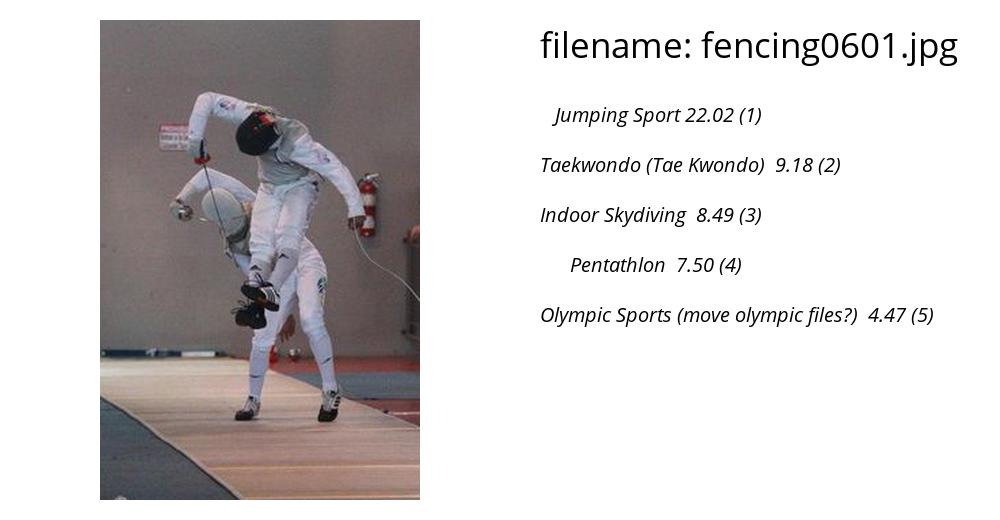 filename: fencing0601.jpg
Jumping Sport 22.02 (1)
Taekwondo (Tae Kwondo) 9.18 (2)
Indoor Skydiving 8.49 (3)
Pentathlon 7.50 (4)
Olympic Sports (move olympic files?) 4.47 (5)